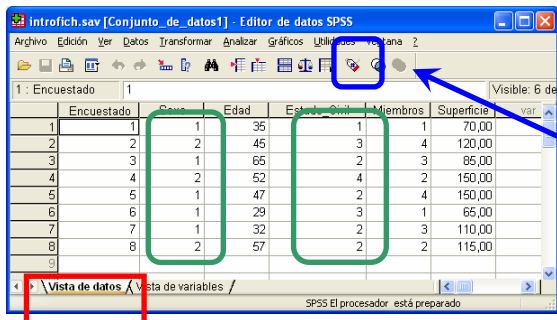 introfich.sav [Conjunto_de_datos1] - Editor de datos SPSS
Archivo Edición Ver Datos Transformar Analizar Gráficos Utilidades Ventana ?
1 : Encuestado 1 Visible: 6 de
Encuestado Sexo Edad Estado_Civil Miembros Superficie var
1 1 1 35 1 1 70,00
2 2 2 45 3 4 120,00
3 3 1 65 2 3 85,00
4 4 2 52 4 2 150,00
5 5 1 47 2 4 150,00
6 6 1 29 3 1 65,00
7 7 1 32 2 3 110,00
8 8 2 57 2 2 115,00
9
Vista de datos Vista de variables
SPSS El procesador está preparado